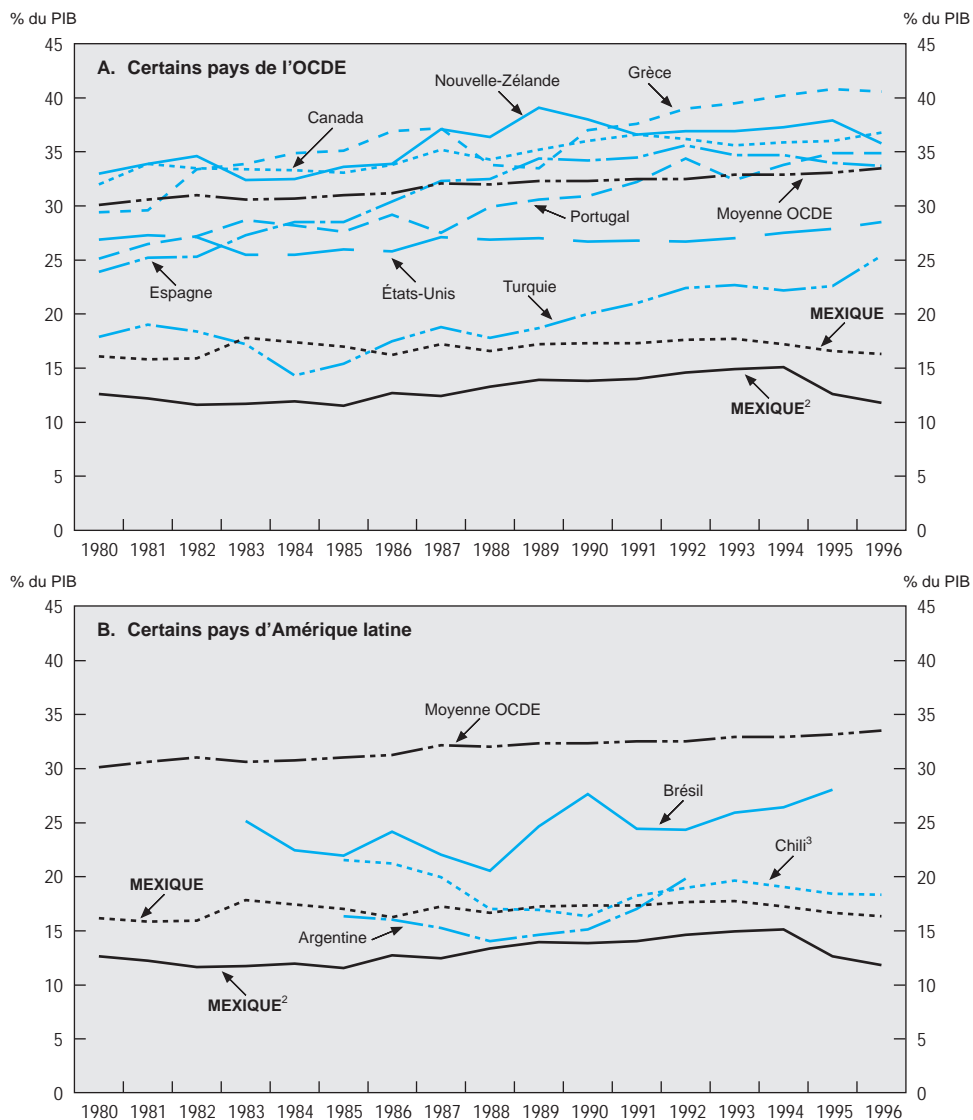 % du PIB % du PIB
45 45
A. Certains pays de l'OCDE
Grèce
Nouvelle-Zélande
40 40
Canada
35 35
30 30
Portugal Moyenne OCDE
25 25
Espagne États-Unis Turquie
20 20
MEXIQUE
15 15
MEXIQUE²
10 10
5 5
0 0
1980 1981 1982 1983 1984 1985 1986 1987 1988 1989 1990 1991 1992 1993 1994 1995 1996
% du PIB % du PIB
45 45
B. Certains pays d'Amérique latine
40 40
Moyenne OCDE
35 35
30 30
Brésil
25 25
Chili³
20 20
MEXIQUE
15 15
Argentine
MEXIQUE²
10 10
5 5
0 0
1980 1981 1982 1983 1984 1985 1986 1987 1988 1989 1990 1991 1992 1993 1994 1995 1996